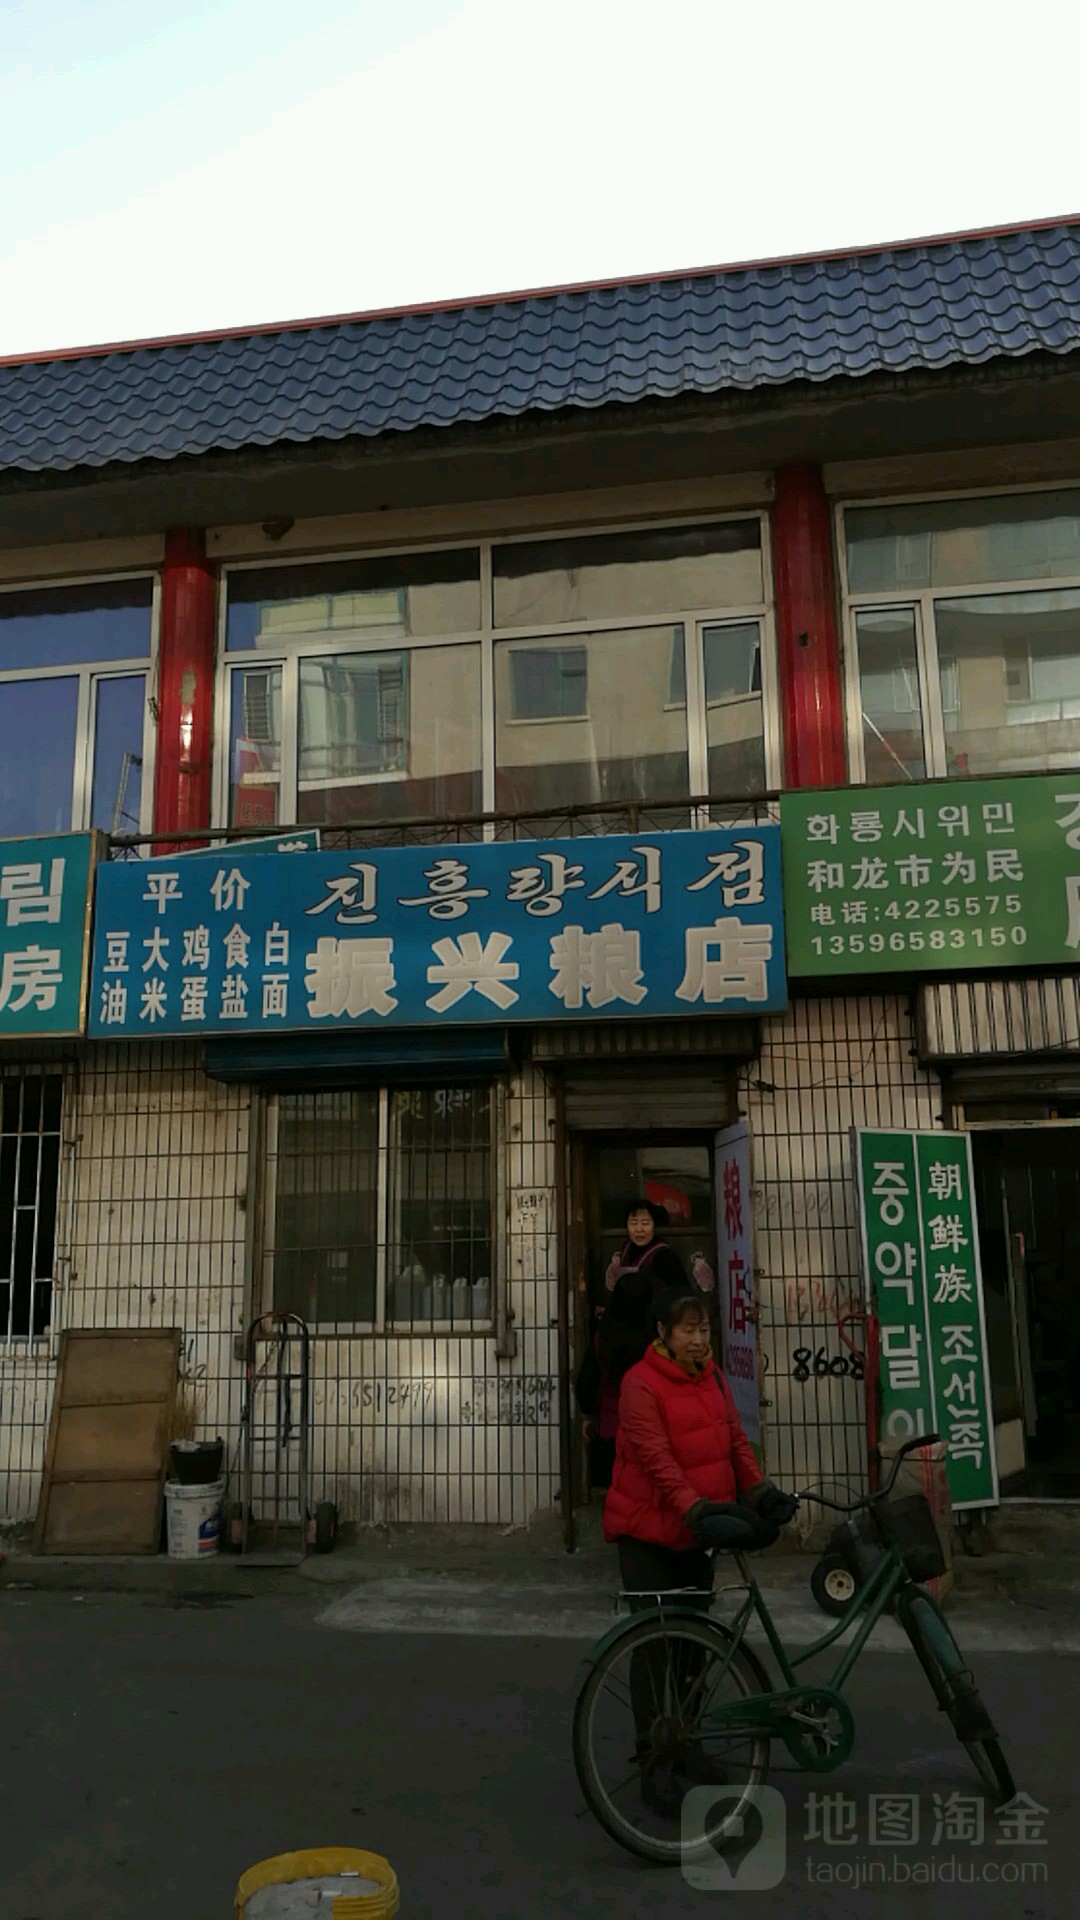 림
房
平价
豆 大 鸡 食 白
油 米 蛋 盐 面
진흥량식점
振兴粮店
화룡시위민
和龙市为民
电话:4225575
13596583150
粮店
중약달이
朝鲜族 조선족
8608
地图淘金
taojin.baidu.com